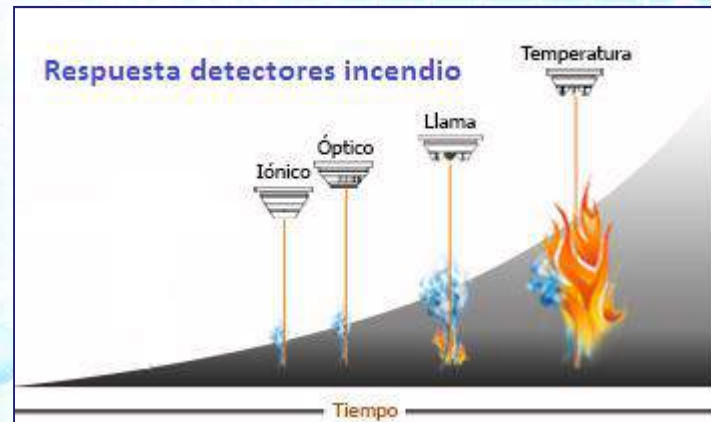 Respuesta detectores incendio
Temperatura
Llama
Óptico
Iónico
Tiempo